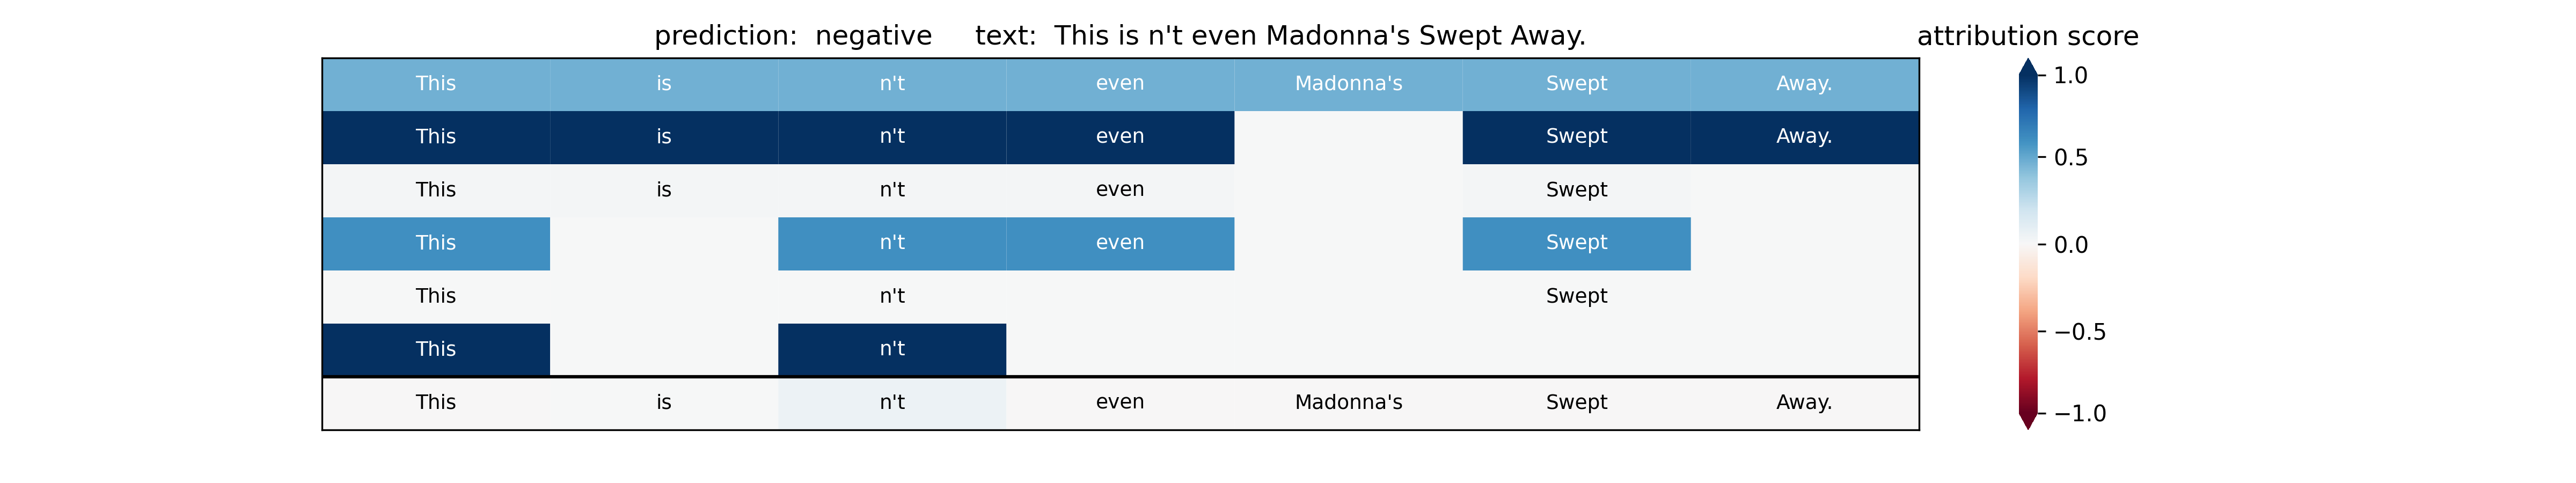 prediction:  negative     text:  This is n't even Madonna's Swept Away.
attribution score
This is n't even Madonna's Swept Away.
This is n't even Swept Away.
This is n't even Swept
This n't even Swept
This n't Swept
This n't
This is n't even Madonna's Swept Away.
1.0
0.5
0.0
−0.5
−1.0